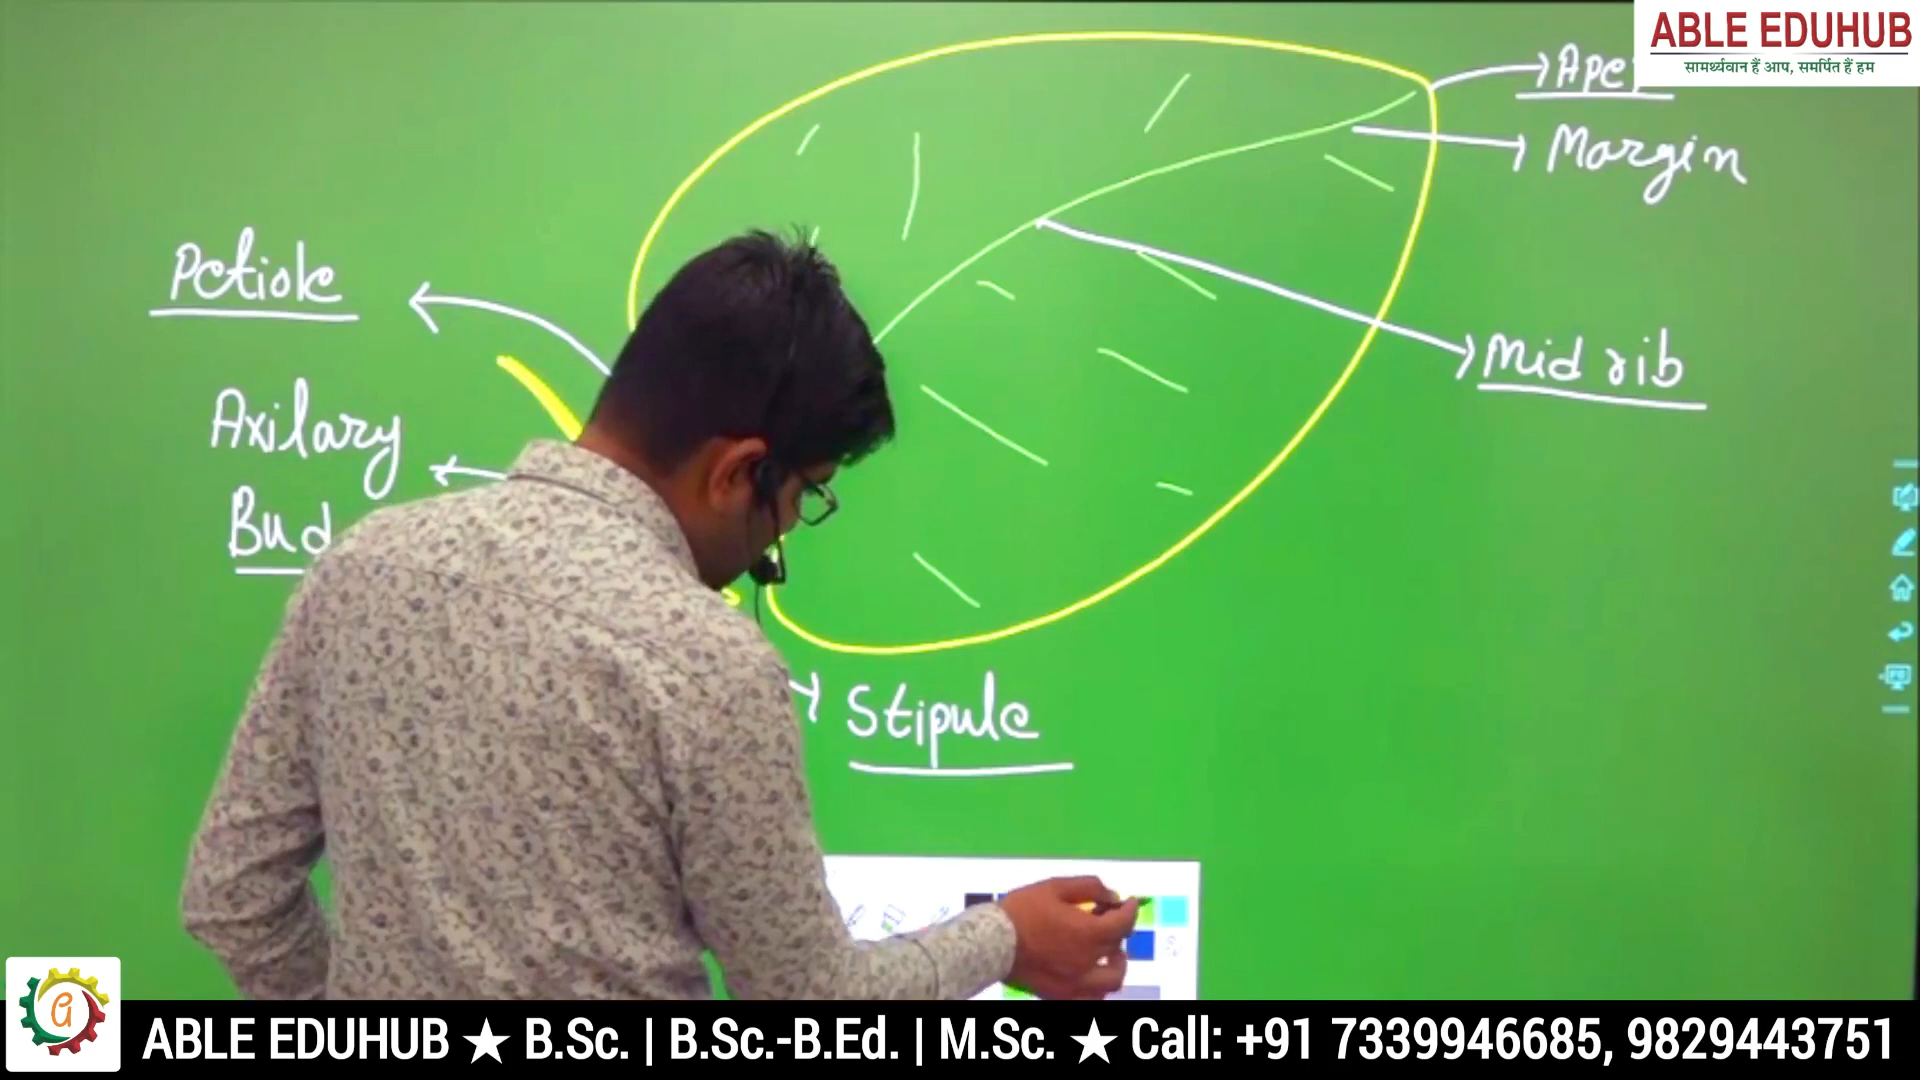 ABLE EDUHUB
सामर्थ्यवान हैं आप, समर्पित हैं हम
Margin
Petiole
Mid rib
Axilary
Bud
Stipule
ABLE EDUHUB ★ B.Sc. | B.Sc.-B.Ed. | M.Sc. ★ Call: +91 7339946685, 9829443751